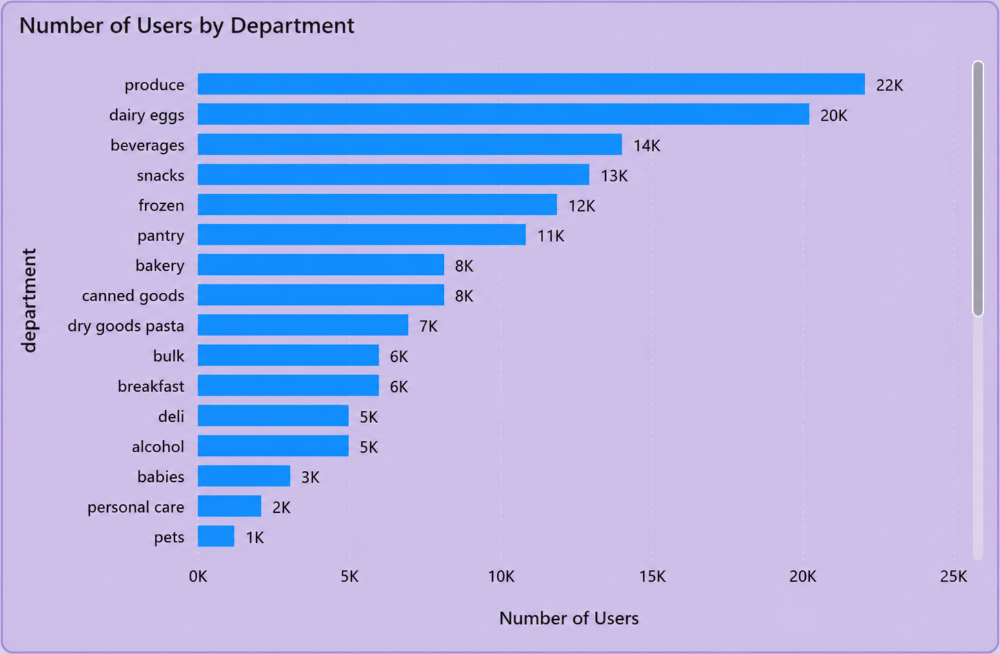 Number of Users by Department
department
produce 22K
dairy eggs 20K
beverages 14K
snacks 13K
frozen 12K
pantry 11K
bakery 8K
canned goods 8K
dry goods pasta 7K
bulk 6K
breakfast 6K
deli 5K
alcohol 5K
babies 3K
personal care 2K
pets 1K
0K 5K 10K 15K 20K 25K
Number of Users